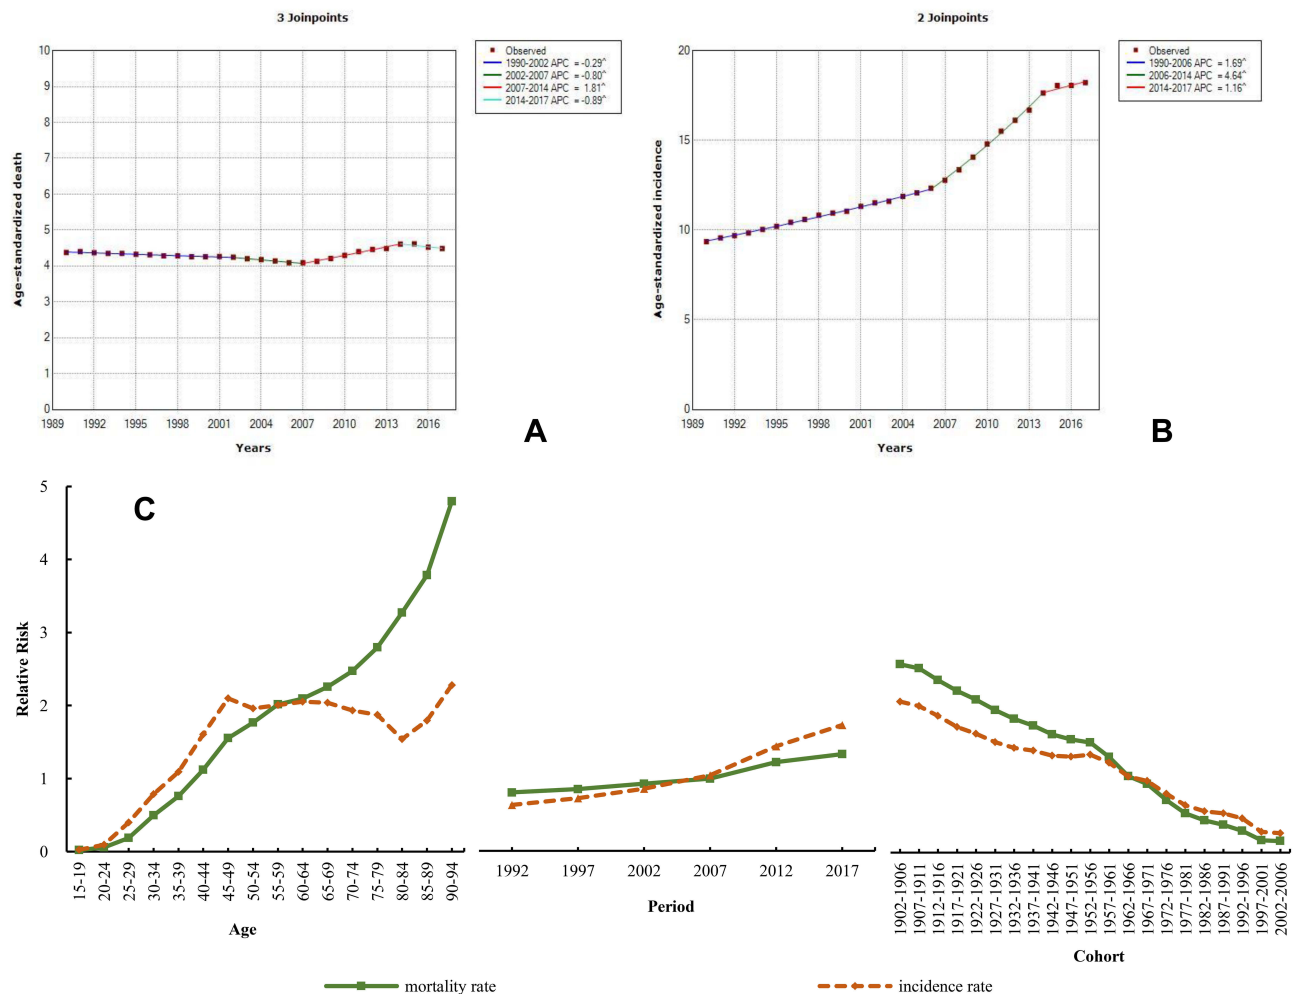 3 Joinpoints
10
9
8
7
6
5
4
3
2
1
0
Age-standardized death
1989 1992 1995 1998 2001 2004 2007 2010 2013 2016
Years
Observed
1990-2002 APC = -0.29^
2002-2007 APC = -0.80^
2007-2014 APC = 1.81^
2014-2017 APC = -0.89^
A
2 Joinpoints
20
15
10
5
0
Age-standardized incidence
1989 1992 1995 1998 2001 2004 2007 2010 2013 2016
Years
Observed
1990-2006 APC = 1.69^
2006-2014 APC = 4.64^
2014-2017 APC = 1.16^
B
C
5
4
3
2
1
0
Relative Risk
15-19
20-24
25-29
30-34
35-39
40-44
45-49
50-54
55-59
60-64
65-69
70-74
75-79
80-84
85-89
90-94
Age
1992 1997 2002 2007 2012 2017
Period
1902-1906
1907-1911
1912-1916
1917-1921
1922-1926
1927-1931
1932-1936
1937-1941
1942-1946
1947-1951
1952-1956
1957-1961
1962-1966
1967-1971
1972-1976
1977-1981
1982-1986
1987-1991
1992-1996
1997-2001
2002-2006
Cohort
mortality rate
incidence rate